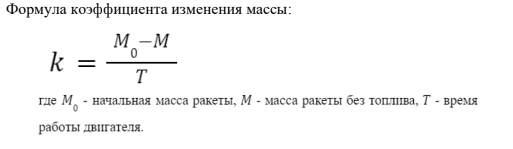 Формула коэффициента изменения массы:
k = (M₀−M)/T
где M₀ - начальная масса ракеты, M - масса ракеты без топлива, T - время
работы двигателя.